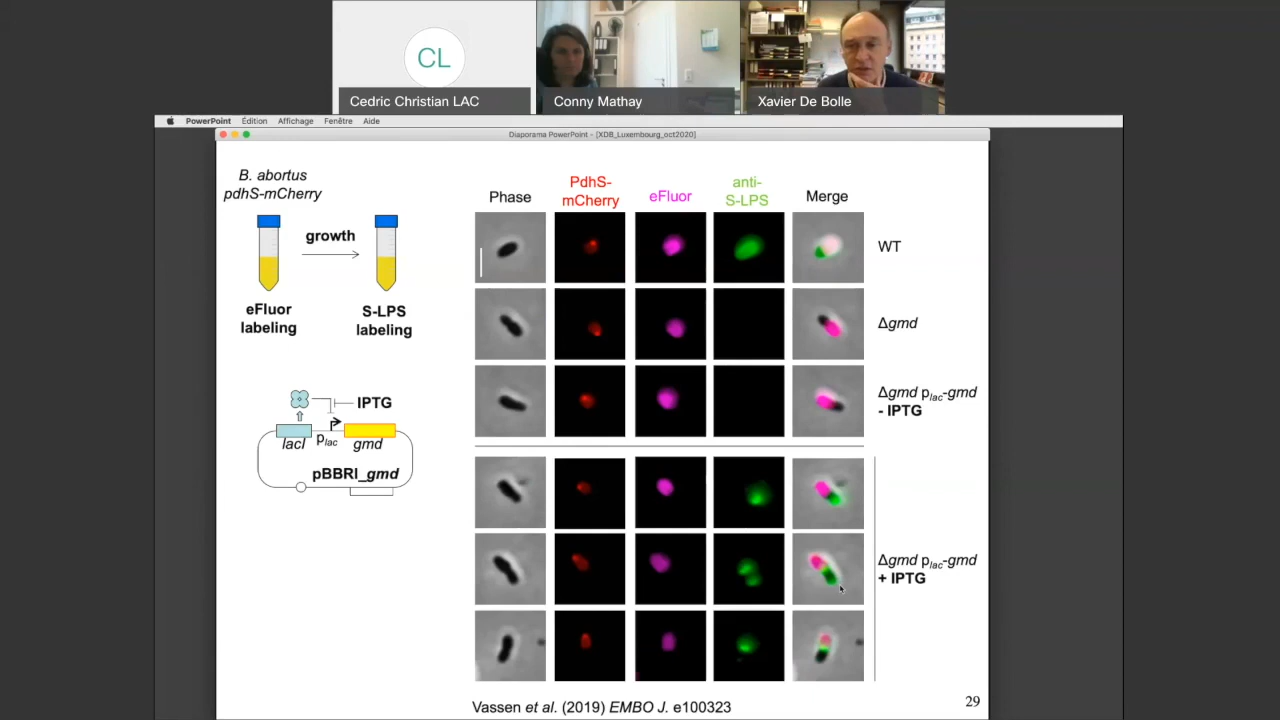 CL
Cedric Christian LAC
Conny Mathay
Xavier De Bolle
PowerPoint Édition Affichage Fenêtre Aide
Diaporama PowerPoint - [XDB_Luxembourg_oct2020]
B. abortus
pdhS-mCherry
growth
eFluor
labeling
S-LPS
labeling
IPTG
lacI
plac
gmd
pBBRI_gmd
Phase
PdhS-
mCherry
eFluor
anti-
S-LPS
Merge
WT
Δgmd
Δgmd plac-gmd
- IPTG
Δgmd plac-gmd
+ IPTG
Vassen et al. (2019) EMBO J. e100323
29